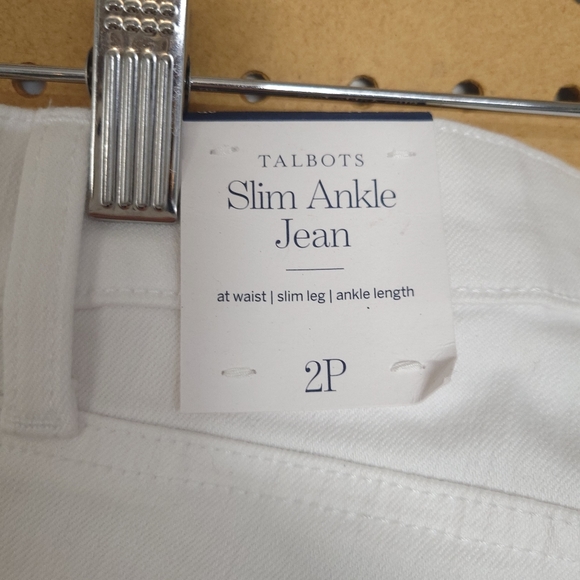 TALBOTS
Slim Ankle
Jean
at waist | slim leg | ankle length
2P